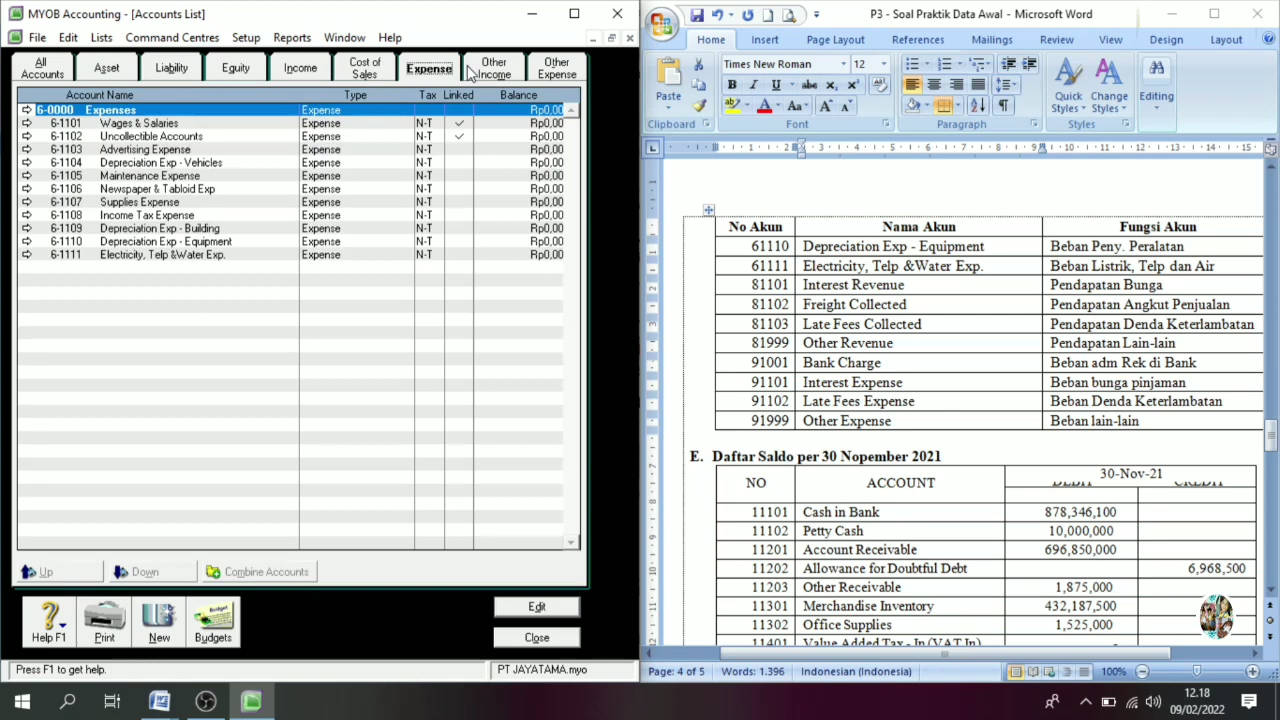 MYOB Accounting - [Accounts List]
File Edit Lists Command Centres Setup Reports Window Help
All Accounts Asset Liability Equity Income Cost of Sales Expense Other Income Other Expense
Account Name Type Tax Linked Balance
6-0000 Expenses Expense Rp0,00
6-1101 Wages & Salaries Expense N-T Rp0,00
6-1102 Uncollectible Accounts Expense N-T Rp0,00
6-1103 Advertising Expense Expense N-T Rp0,00
6-1104 Depreciation Exp - Vehicles Expense N-T Rp0,00
6-1105 Maintenance Expense Expense N-T Rp0,00
6-1106 Newspaper & Tabloid Exp Expense N-T Rp0,00
6-1107 Supplies Expense Expense N-T Rp0,00
6-1108 Income Tax Expense Expense N-T Rp0,00
6-1109 Depreciation Exp - Building Expense N-T Rp0,00
6-1110 Depreciation Exp - Equipment Expense N-T Rp0,00
6-1111 Electricity, Telp &Water Exp. Expense N-T Rp0,00
Up Down Combine Accounts
Help F1 Print New Budgets
Edit
Close
Press F1 to get help. PT JAYATAMA.myo
P3 - Soal Praktik Data Awal - Microsoft Word
Home Insert Page Layout References Mailings Review View Design Layout
Times New Roman 12
Paste Quick Styles Change Styles Editing
Clipboard Font Paragraph Styles
No Akun Nama Akun Fungsi Akun
61110 Depreciation Exp - Equipment Beban Peny. Peralatan
61111 Electricity, Telp &Water Exp. Beban Listrik, Telp dan Air
81101 Interest Revenue Pendapatan Bunga
81102 Freight Collected Pendapatan Angkut Penjualan
81103 Late Fees Collected Pendapatan Denda Keterlambatan
81999 Other Revenue Pendapatan Lain-lain
91001 Bank Charge Beban adm Rek di Bank
91101 Interest Expense Beban bunga pinjaman
91102 Late Fees Expense Beban Denda Keterlambatan
91999 Other Expense Beban lain-lain
E. Daftar Saldo per 30 Nopember 2021
NO ACCOUNT 30-Nov-21
DEBIT CREDIT
11101 Cash in Bank 878,346,100
11102 Petty Cash 10,000,000
11201 Account Receivable 696,850,000
11202 Allowance for Doubtful Debt 6,968,500
11203 Other Receivable 1,875,000
11301 Merchandise Inventory 432,187,500
11302 Office Supplies 1,525,000
11401 Value Added Tax - In (VAT In) -
Page: 4 of 5 Words: 1.396 Indonesian (Indonesia) 100%
12.18
09/02/2022